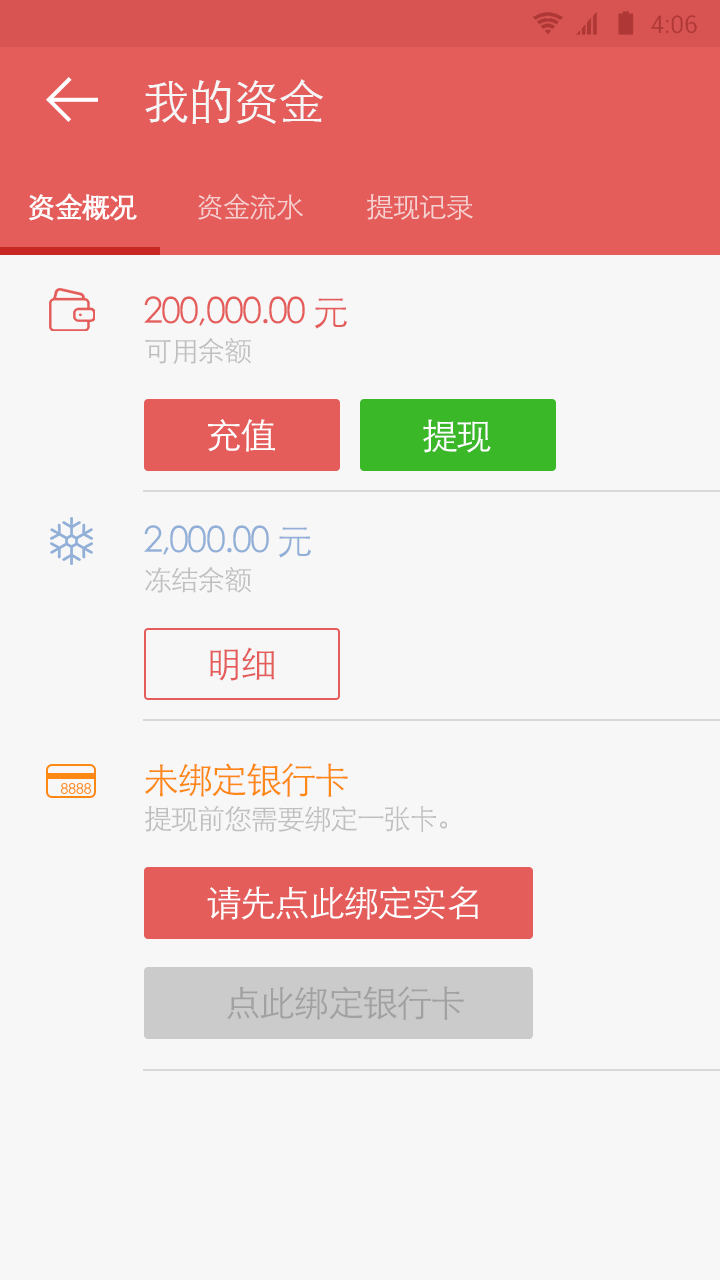 4:06
我的资金
资金概况 资金流水 提现记录
200,000.00 元
可用余额
充值 提现
2,000.00 元
冻结余额
明细
未绑定银行卡
8888
提现前您需要绑定一张卡。
请先点此绑定实名
点此绑定银行卡